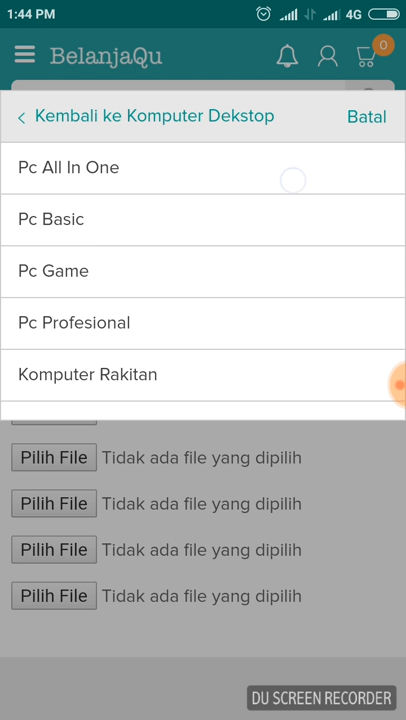 1:44 PM
4G
BelanjaQu
0
Kembali ke Komputer Dekstop
Batal
Pc All In One
Pc Basic
Pc Game
Pc Profesional
Komputer Rakitan
Pilih File Tidak ada file yang dipilih
Pilih File Tidak ada file yang dipilih
Pilih File Tidak ada file yang dipilih
Pilih File Tidak ada file yang dipilih
DU SCREEN RECORDER